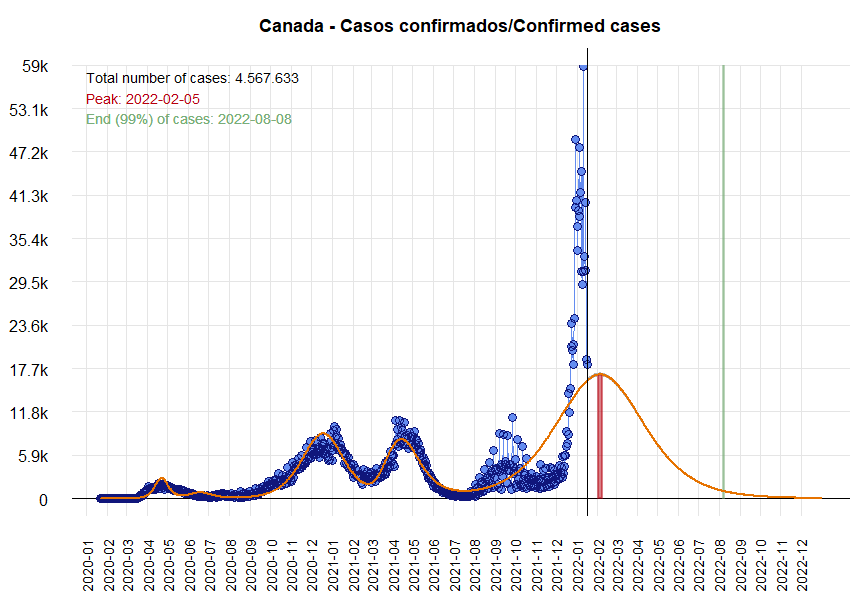 Canada - Casos confirmados/Confirmed cases
59k
Total number of cases: 4.567.633
Peak: 2022-02-05
53.1k
End (99%) of cases: 2022-08-08
47.2k
41.3k
35.4k
29.5k
23.6k
17.7k
11.8k
5.9k
0
2020-01
2020-02
2020-03
2020-04
2020-05
2020-06
2020-07
2020-08
2020-09
2020-10
2020-11
2020-12
2021-01
2021-02
2021-03
2021-04
2021-05
2021-06
2021-07
2021-08
2021-09
2021-10
2021-11
2021-12
2022-01
2022-02
2022-03
2022-04
2022-05
2022-06
2022-07
2022-08
2022-09
2022-10
2022-11
2022-12